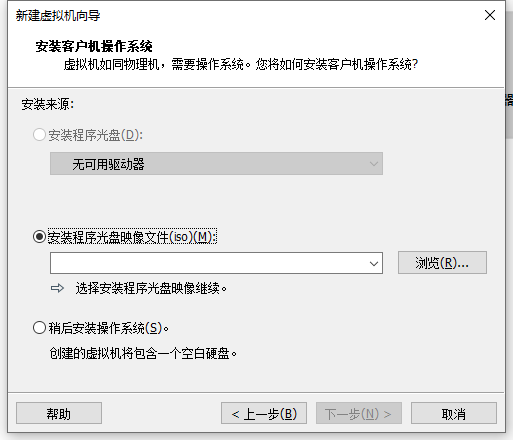 新建虚拟机向导
安装客户机操作系统
虚拟机如同物理机，需要操作系统。您将如何安装客户机操作系统?
安装来源:
安装程序光盘(D):
无可用驱动器
安装程序光盘映像文件(iso)(M):
浏览(R)...
选择安装程序光盘映像继续。
稍后安装操作系统(S)。
创建的虚拟机将包含一个空白硬盘。
帮助
< 上一步(B)
下一步(N) >
取消